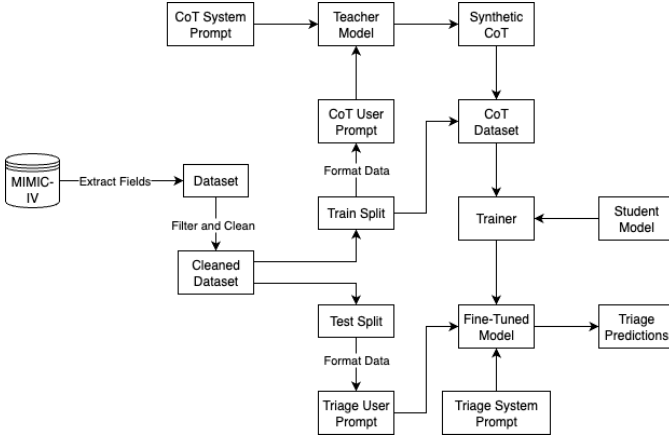 CoT System
Prompt
Teacher
Model
Synthetic
CoT
CoT User
Prompt
CoT
Dataset
Format Data
MIMIC-
IV
Extract Fields
Dataset
Train Split
Trainer
Student
Model
Filter and Clean
Cleaned
Dataset
Test Split
Fine-Tuned
Model
Triage
Predictions
Format Data
Triage User
Prompt
Triage System
Prompt